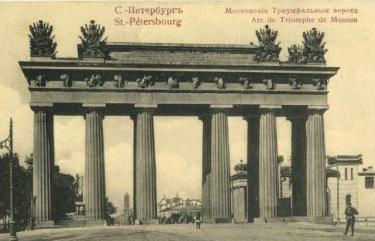 С.-Петербургъ
St.-Pétersbourg
Московскія Тріумфальныя ворота
Arc de Triomphe de Moscou